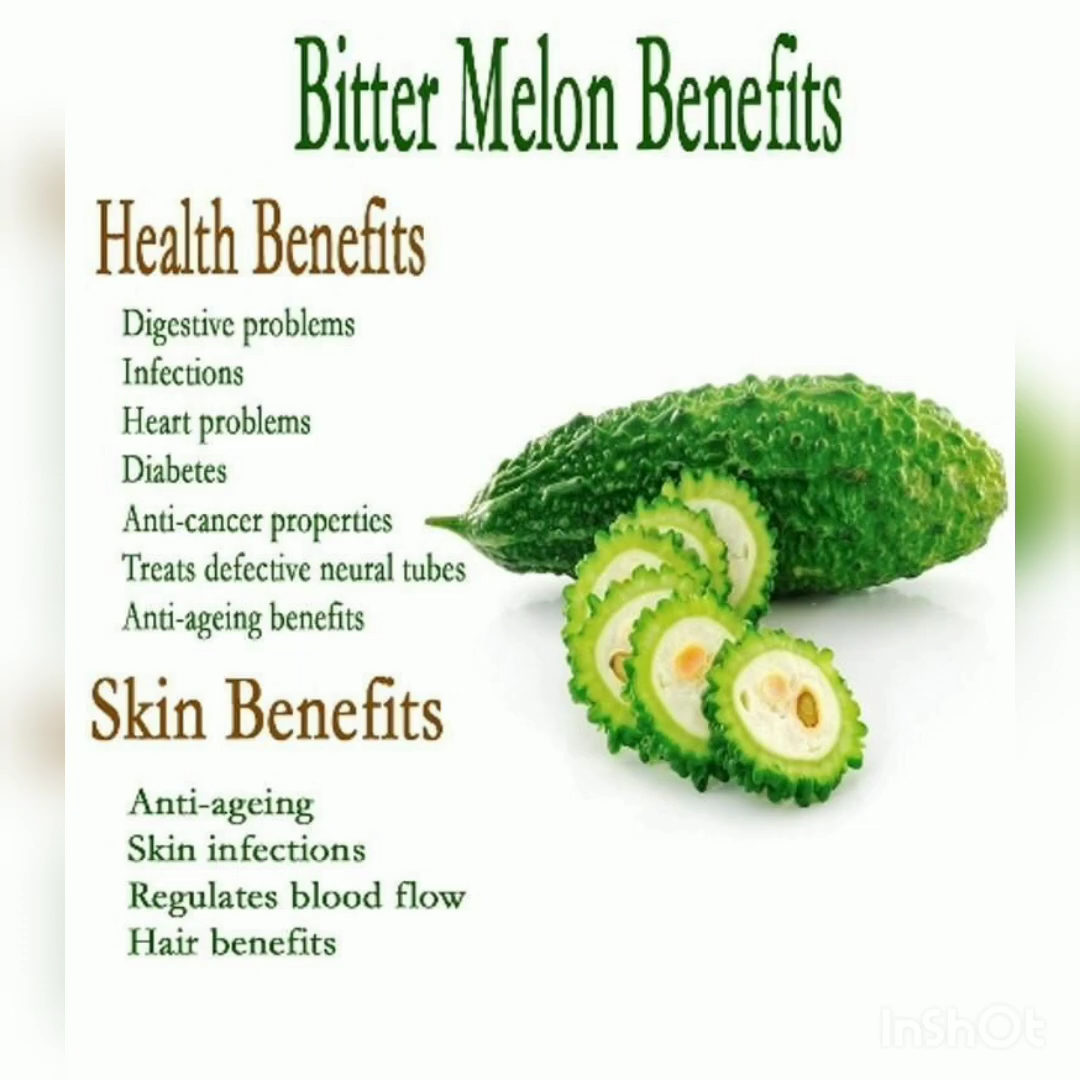 Bitter Melon Benefits
Health Benefits
Digestive problems
Infections
Heart problems
Diabetes
Anti-cancer properties
Treats defective neural tubes
Anti-ageing benefits
Skin Benefits
Anti-ageing
Skin infections
Regulates blood flow
Hair benefits
InShOt